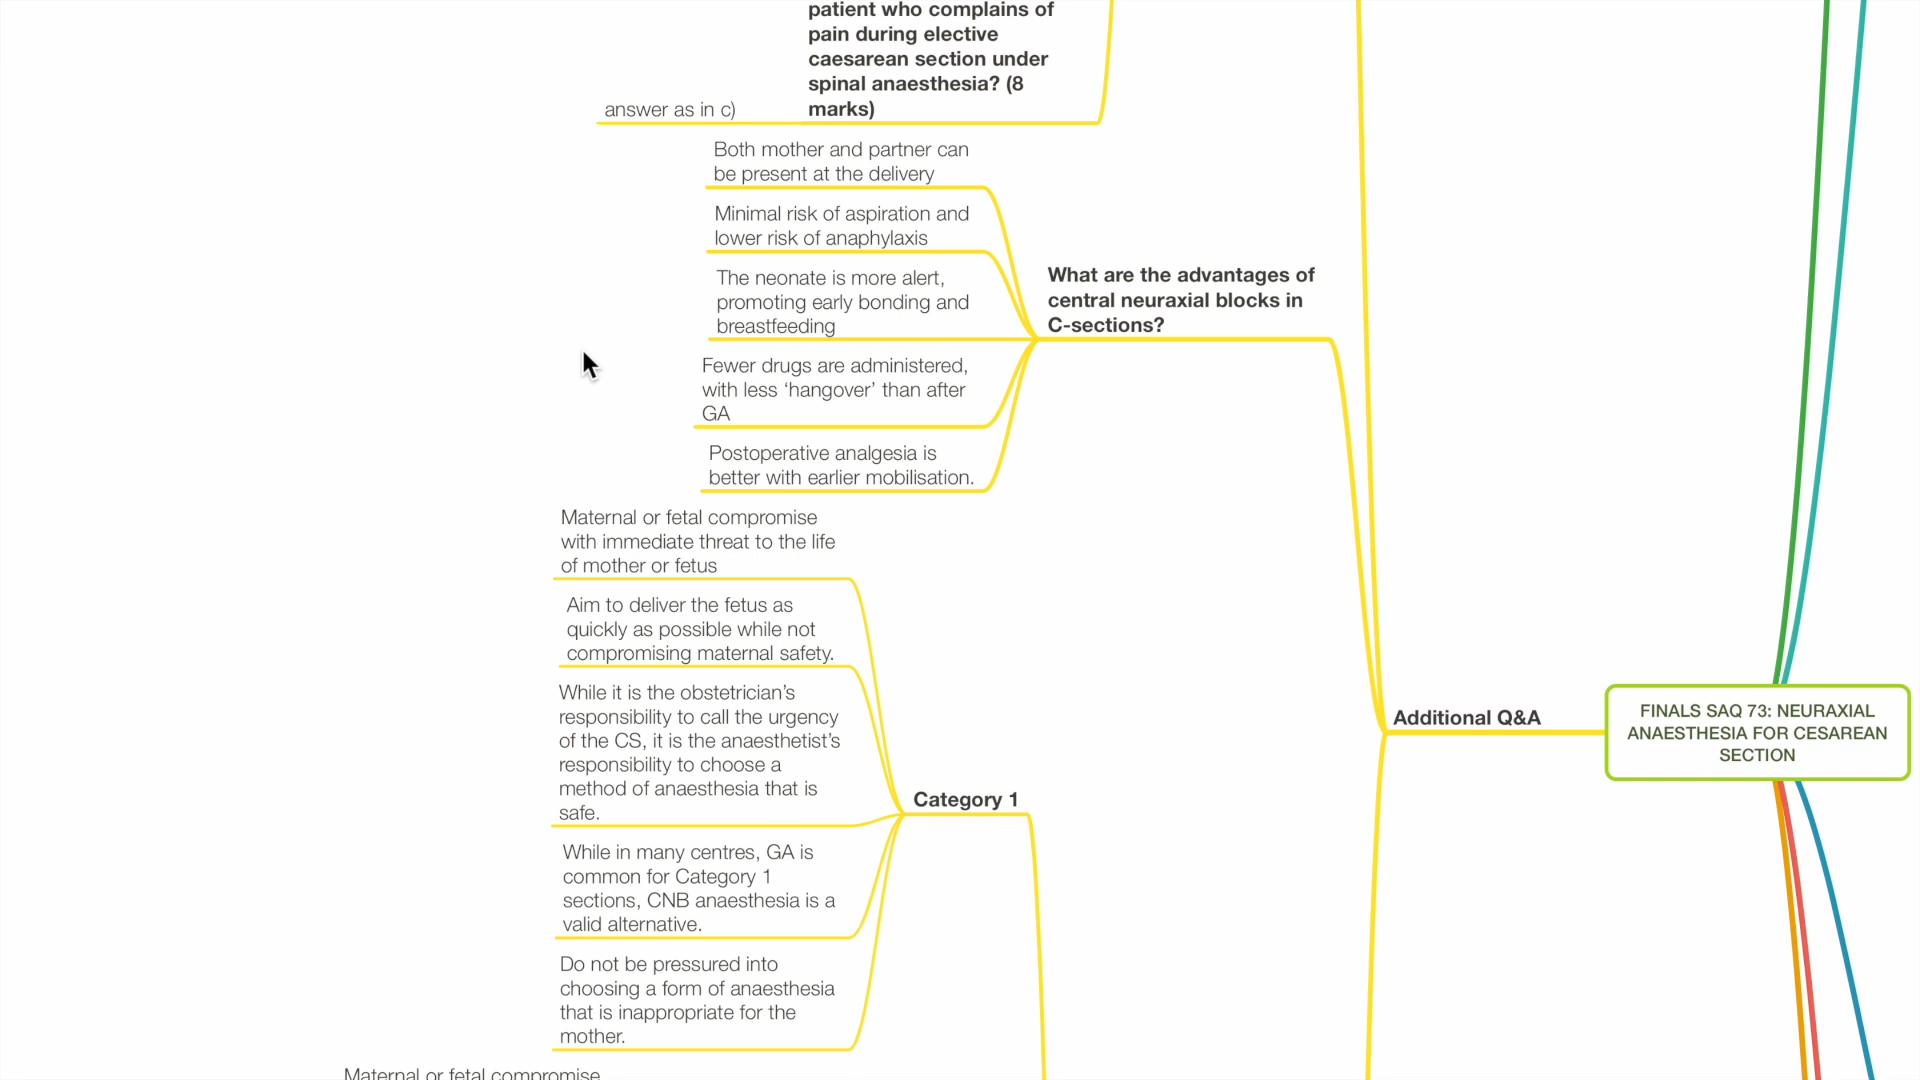 patient who complains of
pain during elective
caesarean section under
spinal anaesthesia? (8
marks)
answer as in c)
Both mother and partner can
be present at the delivery
Minimal risk of aspiration and
lower risk of anaphylaxis
The neonate is more alert,
promoting early bonding and
breastfeeding
Fewer drugs are administered,
with less ‘hangover’ than after
GA
Postoperative analgesia is
better with earlier mobilisation.
What are the advantages of
central neuraxial blocks in
C-sections?
Maternal or fetal compromise
with immediate threat to the life
of mother or fetus
Aim to deliver the fetus as
quickly as possible while not
compromising maternal safety.
While it is the obstetrician’s
responsibility to call the urgency
of the CS, it is the anaesthetist’s
responsibility to choose a
method of anaesthesia that is
safe.
While in many centres, GA is
common for Category 1
sections, CNB anaesthesia is a
valid alternative.
Do not be pressured into
choosing a form of anaesthesia
that is inappropriate for the
mother.
Category 1
Additional Q&A
FINALS SAQ 73: NEURAXIAL
ANAESTHESIA FOR CESAREAN
SECTION
Maternal or fetal compromise